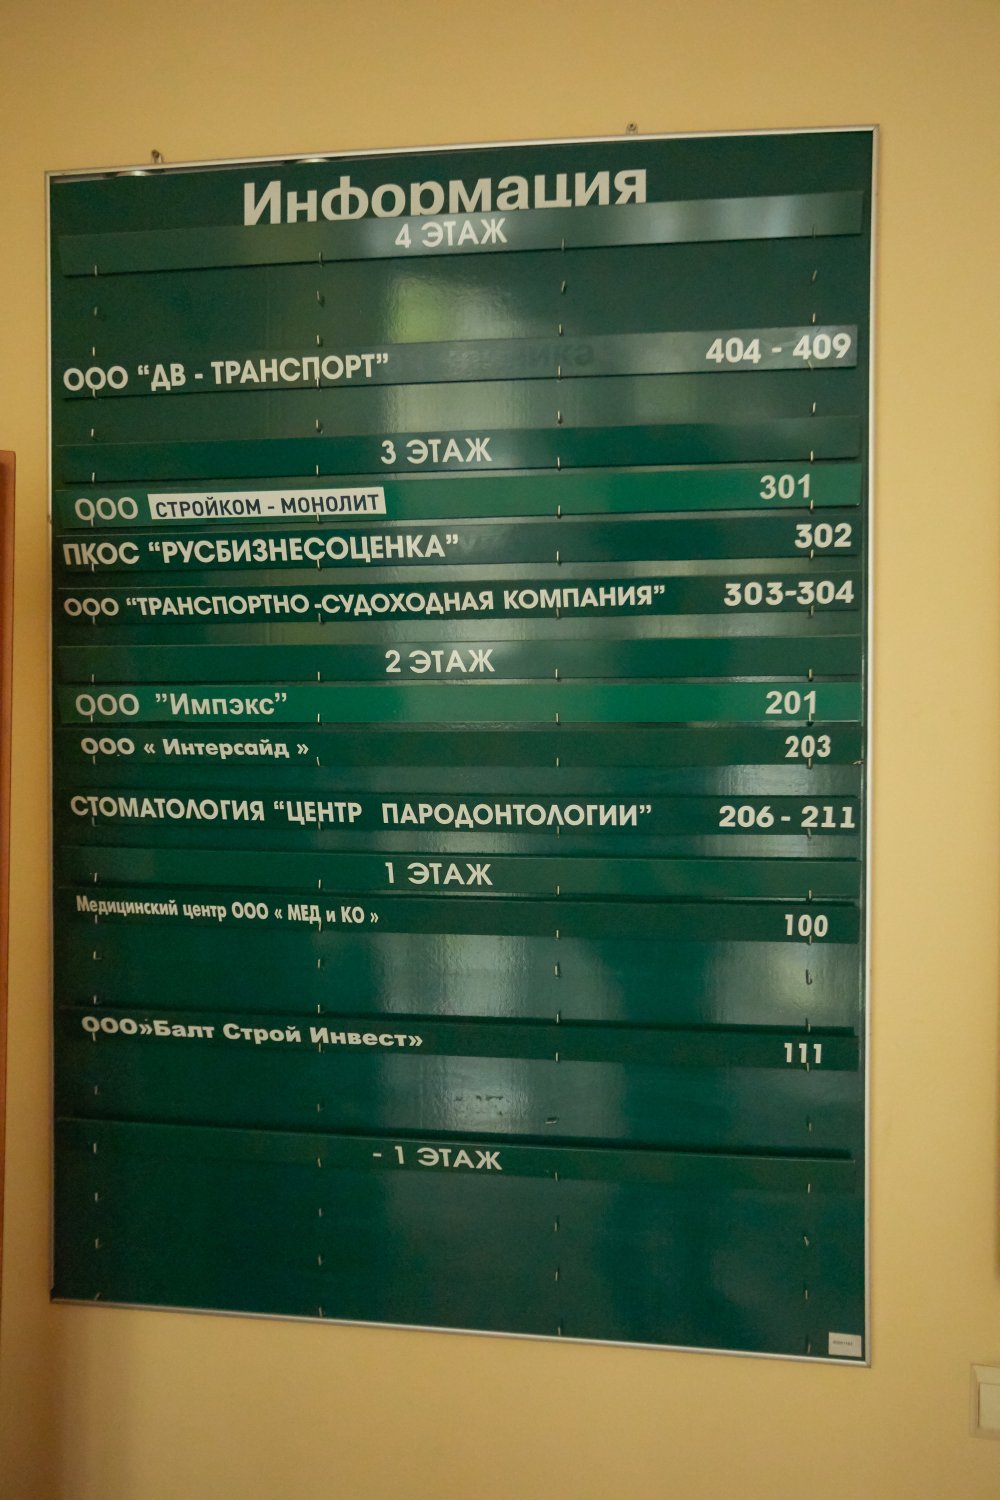 Информация
4 ЭТАЖ
ООО “ДВ - ТРАНСПОРТ” 404 - 409
3 ЭТАЖ
ООО СТРОЙКОМ - МОНОЛИТ 301
ПКОС “РУСБИЗНЕСОЦЕНКА” 302
ООО “ТРАНСПОРТНО -СУДОХОДНАЯ КОМПАНИЯ” 303-304
2 ЭТАЖ
ООО ”Импэкс” 201
ООО « Интерсайд » 203
СТОМАТОЛОГИЯ “ЦЕНТР ПАРОДОНТОЛОГИИ” 206 - 211
1 ЭТАЖ
Медицинский центр ООО « МЕД и КО » 100
ООО»Балт Строй Инвест» 111
- 1 ЭТАЖ